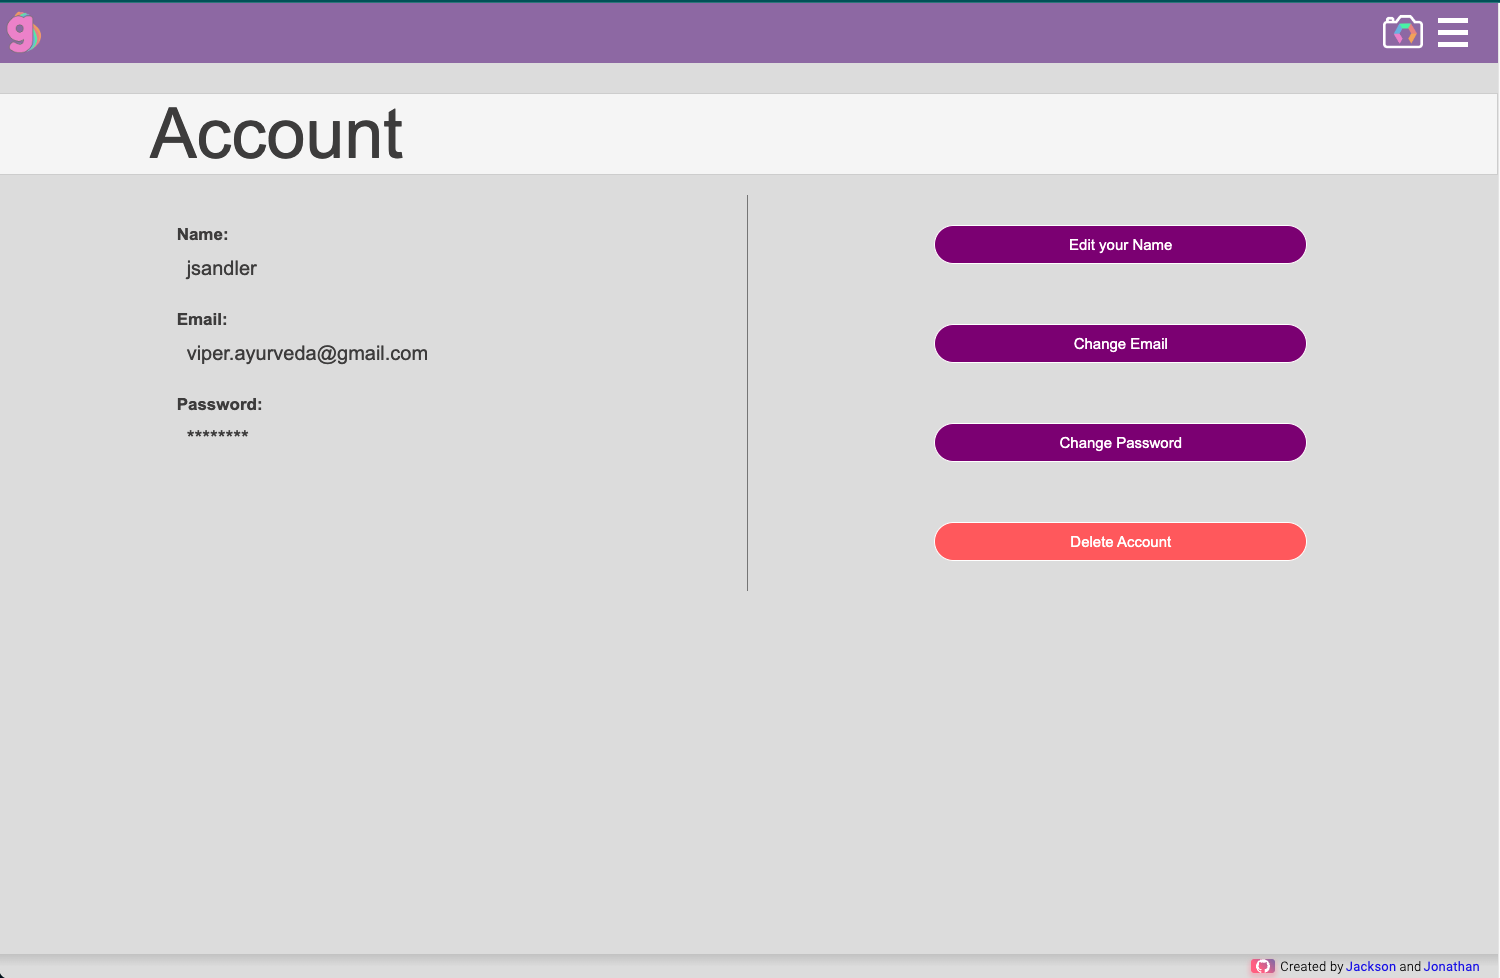 g
Account
Name:
jsandler
Email:
viper.ayurveda@gmail.com
Password:
********
Edit your Name
Change Email
Change Password
Delete Account
Created by Jackson and Jonathan